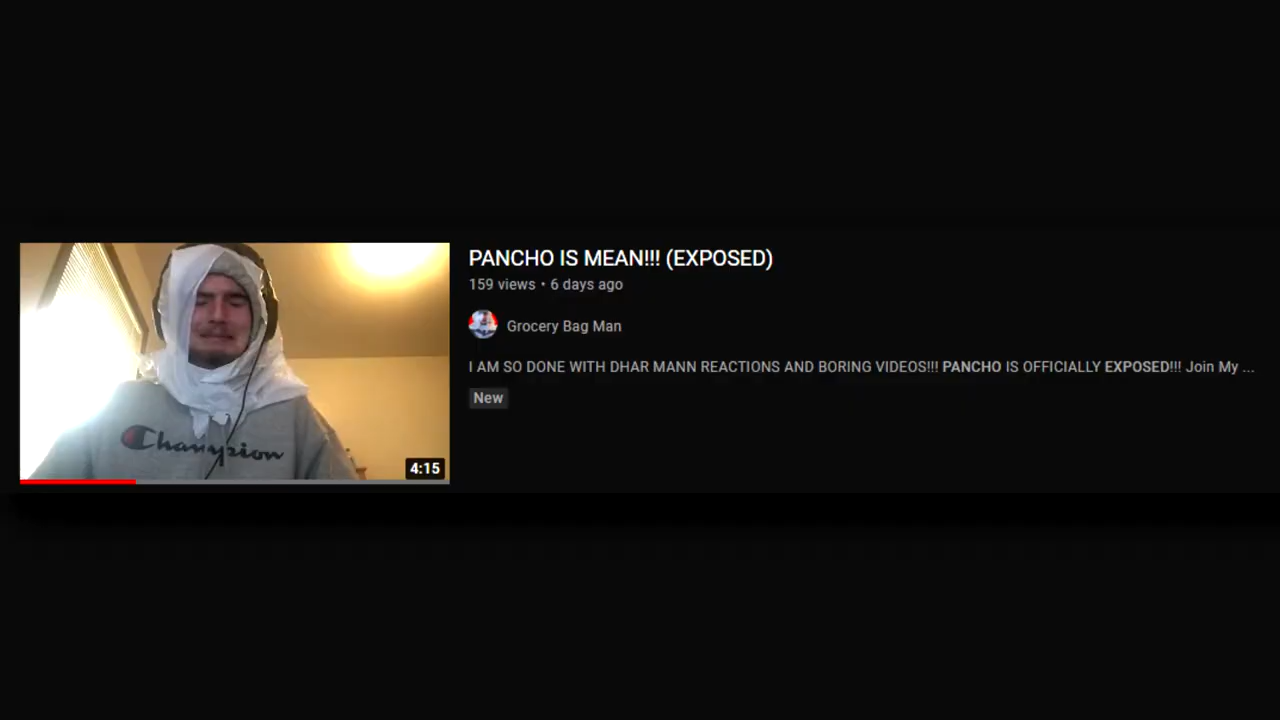 PANCHO IS MEAN!!! (EXPOSED)
159 views • 6 days ago
Grocery Bag Man
I AM SO DONE WITH DHAR MANN REACTIONS AND BORING VIDEOS!!! PANCHO IS OFFICIALLY EXPOSED!!! Join My ...
New
Champion
4:15